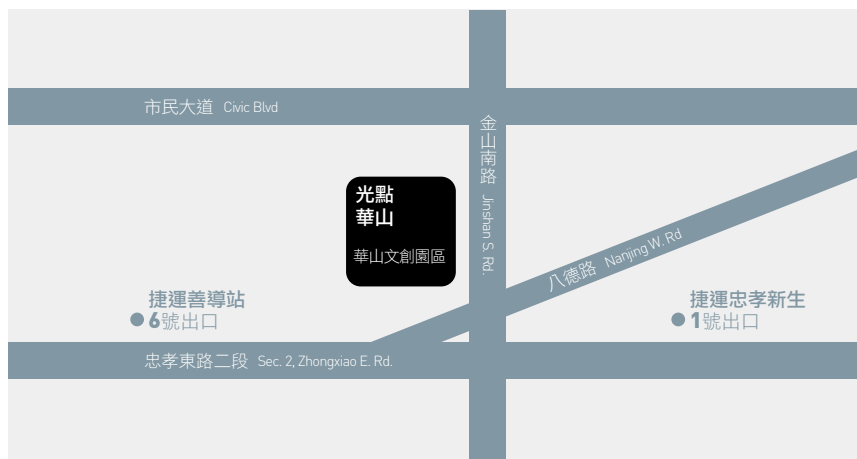 市民大道 Civic Blvd
金山南路 Jinshan S. Rd.
光點
華山
華山文創園區
八德路 Nanjing W. Rd
捷運善導站
6號出口
捷運忠孝新生
1號出口
忠孝東路二段 Sec. 2, Zhongxiao E. Rd.